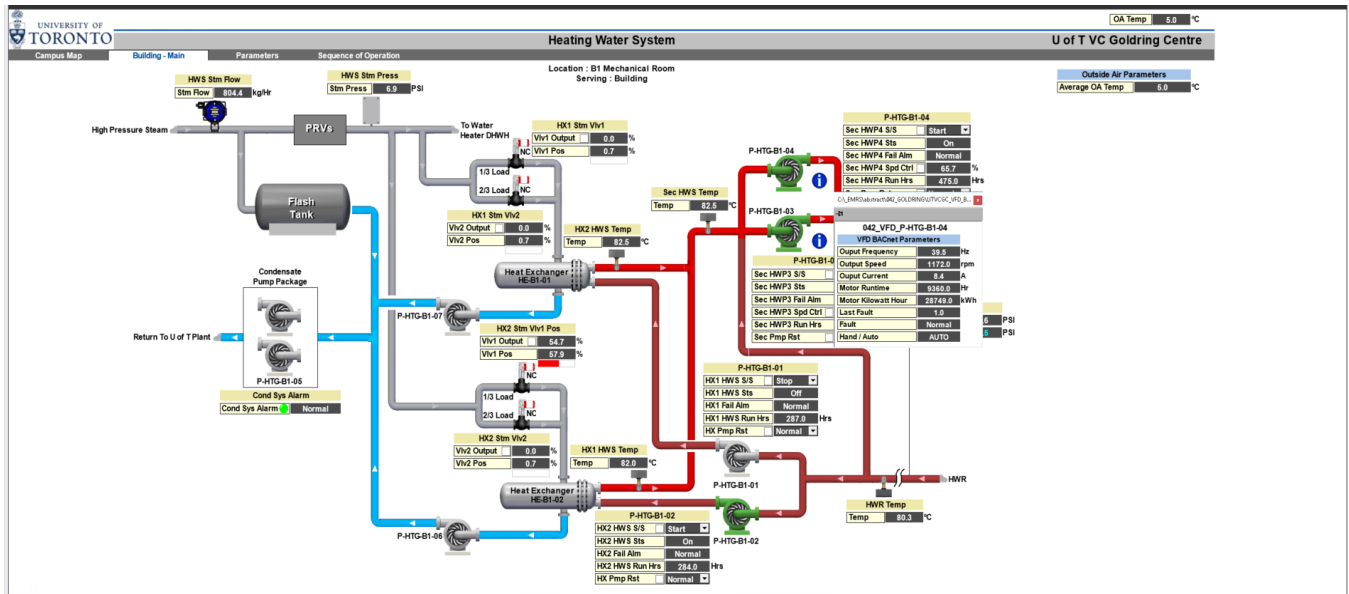 OA Temp 5.0 °C
UNIVERSITY OF
TORONTO
Heating Water System
U of T VC Goldring Centre
Campus Map Building - Main Parameters Sequence of Operation
Location : B1 Mechanical Room
Serving : Building
Outside Air Parameters
Average OA Temp 5.0 °C
HWS Stm Flow
Stm Flow 804.4 kg/Hr
HWS Stm Press
Stm Press 6.9 PSI
High Pressure Steam
PRVs
To Water
Heater DHWH
HX1 Stm Vlv1
Vlv1 Output 0.0 %
Vlv1 Pos 0.7 %
NC
1/3 Load
2/3 Load
NC
HX1 Stm Vlv2
Vlv2 Output 0.0 %
Vlv2 Pos 0.7 %
Flash
Tank
HX2 HWS Temp
Temp 82.5 °C
Sec HWS Temp
Temp 82.5 °C
Heat Exchanger
HE-B1-01
P-HTG-B1-07
Condensate
Pump Package
Return To U of T Plant
P-HTG-B1-05
Cond Sys Alarm
Cond Sys Alarm Normal
HX2 Stm Vlv1 Pos
Vlv1 Output 54.7 %
Vlv1 Pos 57.9 %
NC
1/3 Load
2/3 Load
NC
HX2 Stm Vlv2
Vlv2 Output 0.0 %
Vlv2 Pos 0.7 %
HX1 HWS Temp
Temp 82.0 °C
Heat Exchanger
HE-B1-02
P-HTG-B1-06
P-HTG-B1-04
P-HTG-B1-03
P-HTG-B1-04
Sec HWP4 S/S Start
Sec HWP4 Sts On
Sec HWP4 Fail Alm Normal
Sec HWP4 Spd Ctrl 65.7 %
Sec HWP4 Run Hrs 475.0 Hrs
C:\_EMRS\abstract\042_GOLDRING\UTVCGC_VFD_B... x
042_VFD_P-HTG-B1-04
VFD BACnet Parameters
Ouput Frequency 39.5 Hz
Output Speed 1172.0 rpm
Ouput Current 8.4 A
Motor Runtime 9360.0 Hr
Motor Kilowatt Hour 28749.0 kWh
Last Fault 1.0
Fault Normal
Hand / Auto AUTO
P-HTG-B1-0
Sec HWP3 S/S
Sec HWP3 Sts
Sec HWP3 Fail Alm
Sec HWP3 Spd Ctrl
Sec HWP3 Run Hrs
Sec Pmp Rst
PSI
PSI
P-HTG-B1-01
HX1 HWS S/S Stop
HX1 HWS Sts Off
HX1 Fail Alm Normal
HX1 HWS Run Hrs 287.0 Hrs
HX Pmp Rst Normal
P-HTG-B1-01
P-HTG-B1-02
P-HTG-B1-02
HX2 HWS S/S Start
HX2 HWS Sts On
HX2 Fail Alm Normal
HX2 HWS Run Hrs 284.0 Hrs
HX Pmp Rst Normal
HWR
HWR Temp
Temp 80.3 °C